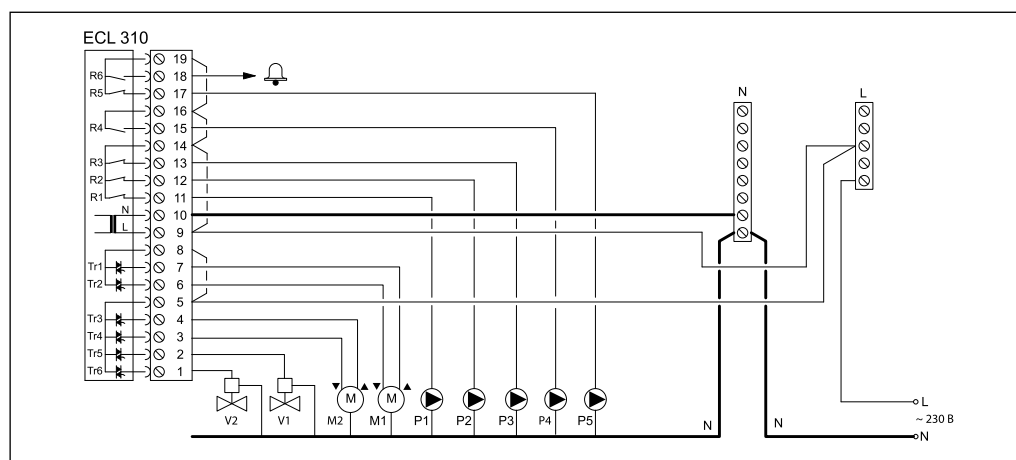 ECL 310
19
R6 18
R5 17
16
R4 15
14
R3 13
R2 12
R1 11
N 10
L 9
8
Tr1 7
Tr2 6
5
Tr3 4
Tr4 3
Tr5 2
Tr6 1
N
L
M M
V2 V1 M2 M1 P1 P2 P3 P4 P5
N N
L
~ 230 В
N